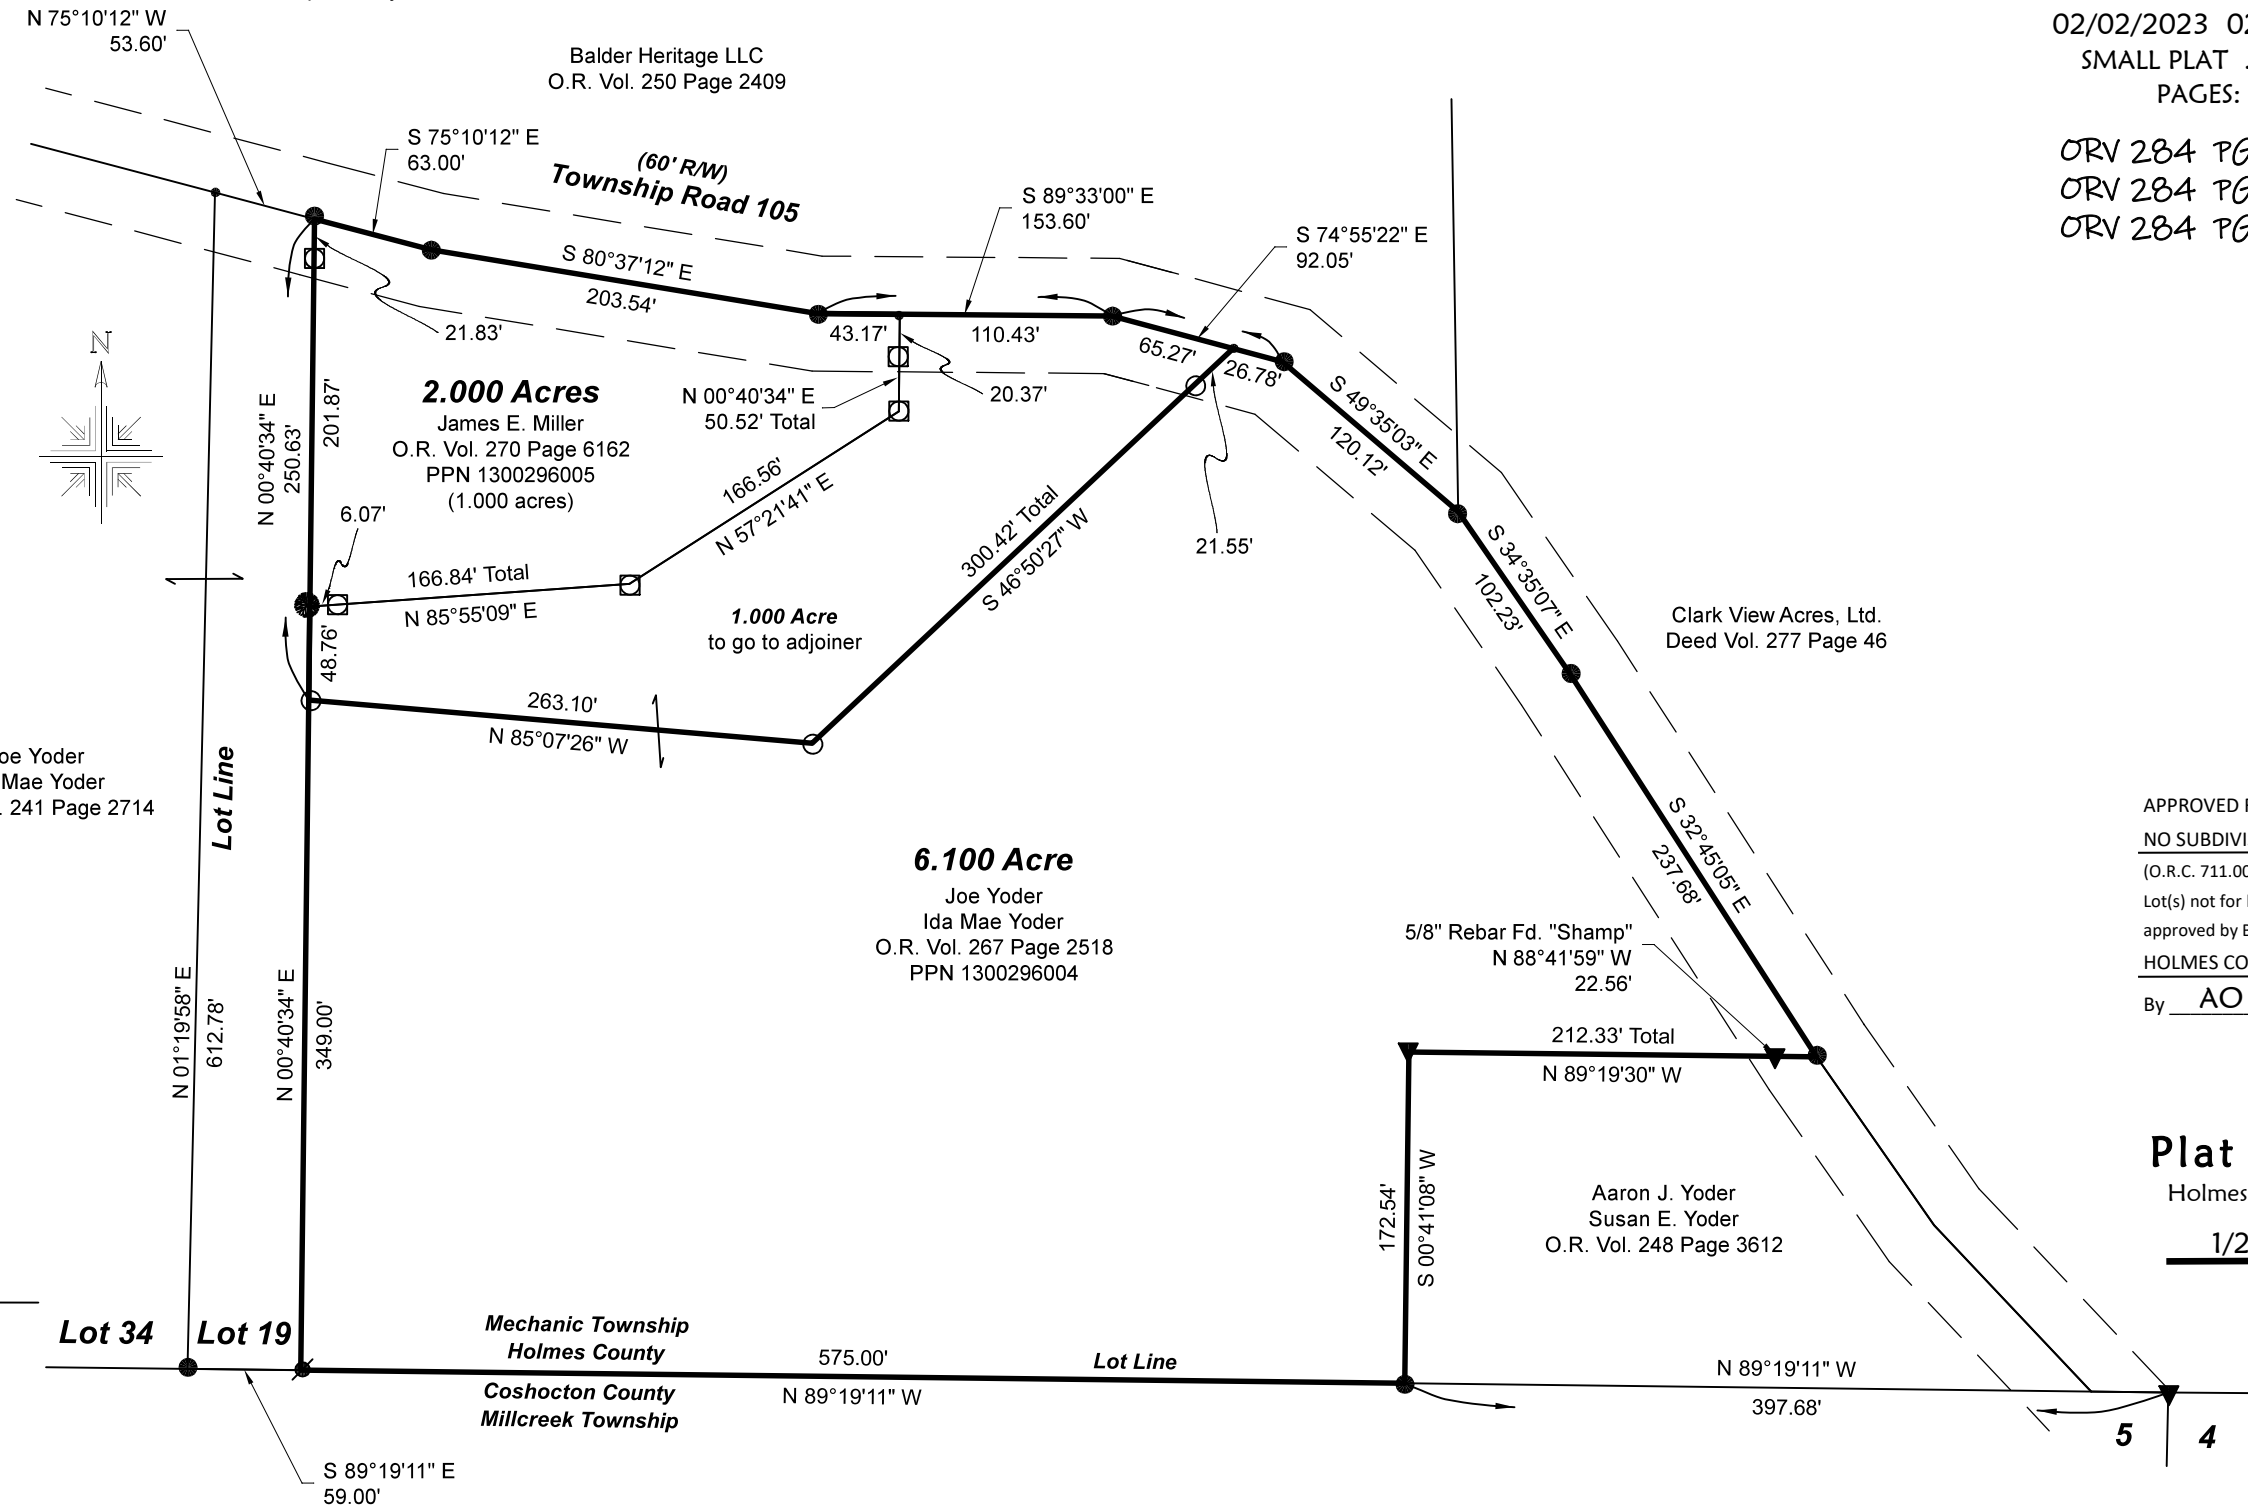 N 75°10'12" W
53.60'
Balder Heritage LLC
O.R. Vol. 250 Page 2409
02/02/2023
SMALL PLAT
PAGES:
ORV 284
ORV 284
ORV 284
S 75°10'12" E
63.00'
(60' R/W)
Township Road 105
S 89°33'00" E
153.60'
S 74°55'22" E
92.05'
S 80°37'12" E
203.54'
21.83'
43.17'
110.43'
65.27'
26.78'
N
N 00°40'34" E
250.63'
201.87'
2.000 Acres
James E. Miller
O.R. Vol. 270 Page 6162
PPN 1300296005
(1.000 acres)
N 00°40'34" E
50.52' Total
20.37'
S 49°35'03" E
120.12'
166.56'
N 57°21'41" E
6.07'
166.84' Total
N 85°55'09" E
300.42' Total
S 46°50'27" W
21.55'
S 34°35'07" E
102.23'
1.000 Acre
to go to adjoiner
Clark View Acres, Ltd.
Deed Vol. 277 Page 46
48.76'
263.10'
N 85°07'26" W
Yoder
Mae Yoder
241 Page 2714
Lot Line
S 32°45'05" E
237.68'
APPROVED
NO
(O.R.C.
Lot(s) not for
approved by
HOLMES
By AO
6.100 Acre
Joe Yoder
Ida Mae Yoder
O.R. Vol. 267 Page 2518
PPN 1300296004
5/8" Rebar Fd. "Shamp"
N 88°41'59" W
22.56'
N 01°19'58" E
612.78'
N 00°40'34" E
349.00'
212.33' Total
N 89°19'30" W
Plat
Holmes
172.54'
S 00°41'08" W
Aaron J. Yoder
Susan E. Yoder
O.R. Vol. 248 Page 3612
Lot 34
Lot 19
Mechanic Township
Holmes County
575.00'
Lot Line
Coshocton County
Millcreek Township
N 89°19'11" W
N 89°19'11" W
397.68'
5
4
S 89°19'11" E
59.00'